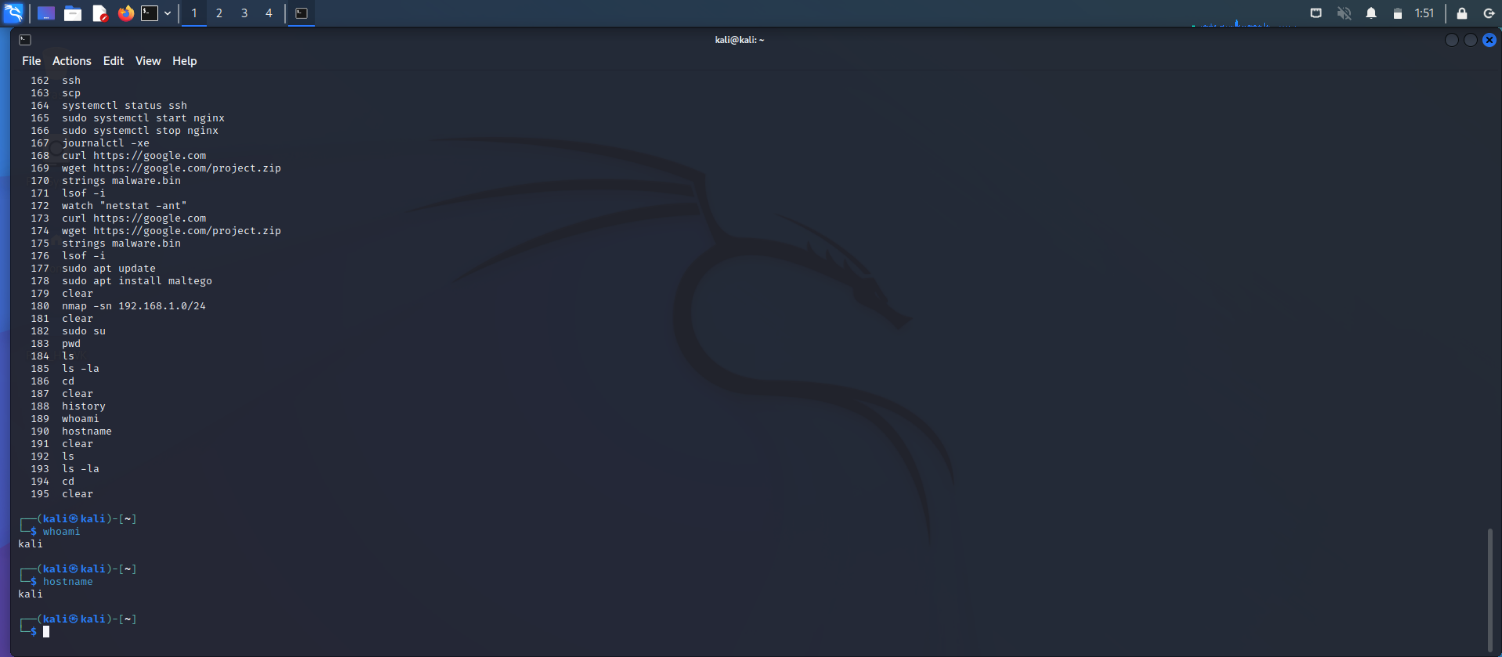 1 2 3 4 1:51
kali@kali: ~
File Actions Edit View Help
162 ssh
163 scp
164 systemctl status ssh
165 sudo systemctl start nginx
166 sudo systemctl stop nginx
167 journalctl -xe
168 curl https://google.com
169 wget https://google.com/project.zip
170 strings malware.bin
171 lsof -i
172 watch "netstat -ant"
173 curl https://google.com
174 wget https://google.com/project.zip
175 strings malware.bin
176 lsof -i
177 sudo apt update
178 sudo apt install maltego
179 clear
180 nmap -sn 192.168.1.0/24
181 clear
182 sudo su
183 pwd
184 ls
185 ls -la
186 cd
187 clear
188 history
189 whoami
190 hostname
191 clear
192 ls
193 ls -la
194 cd
195 clear
┌──(kali㉿kali)-[~]
└─$ whoami
kali
┌──(kali㉿kali)-[~]
└─$ hostname
kali
┌──(kali㉿kali)-[~]
└─$